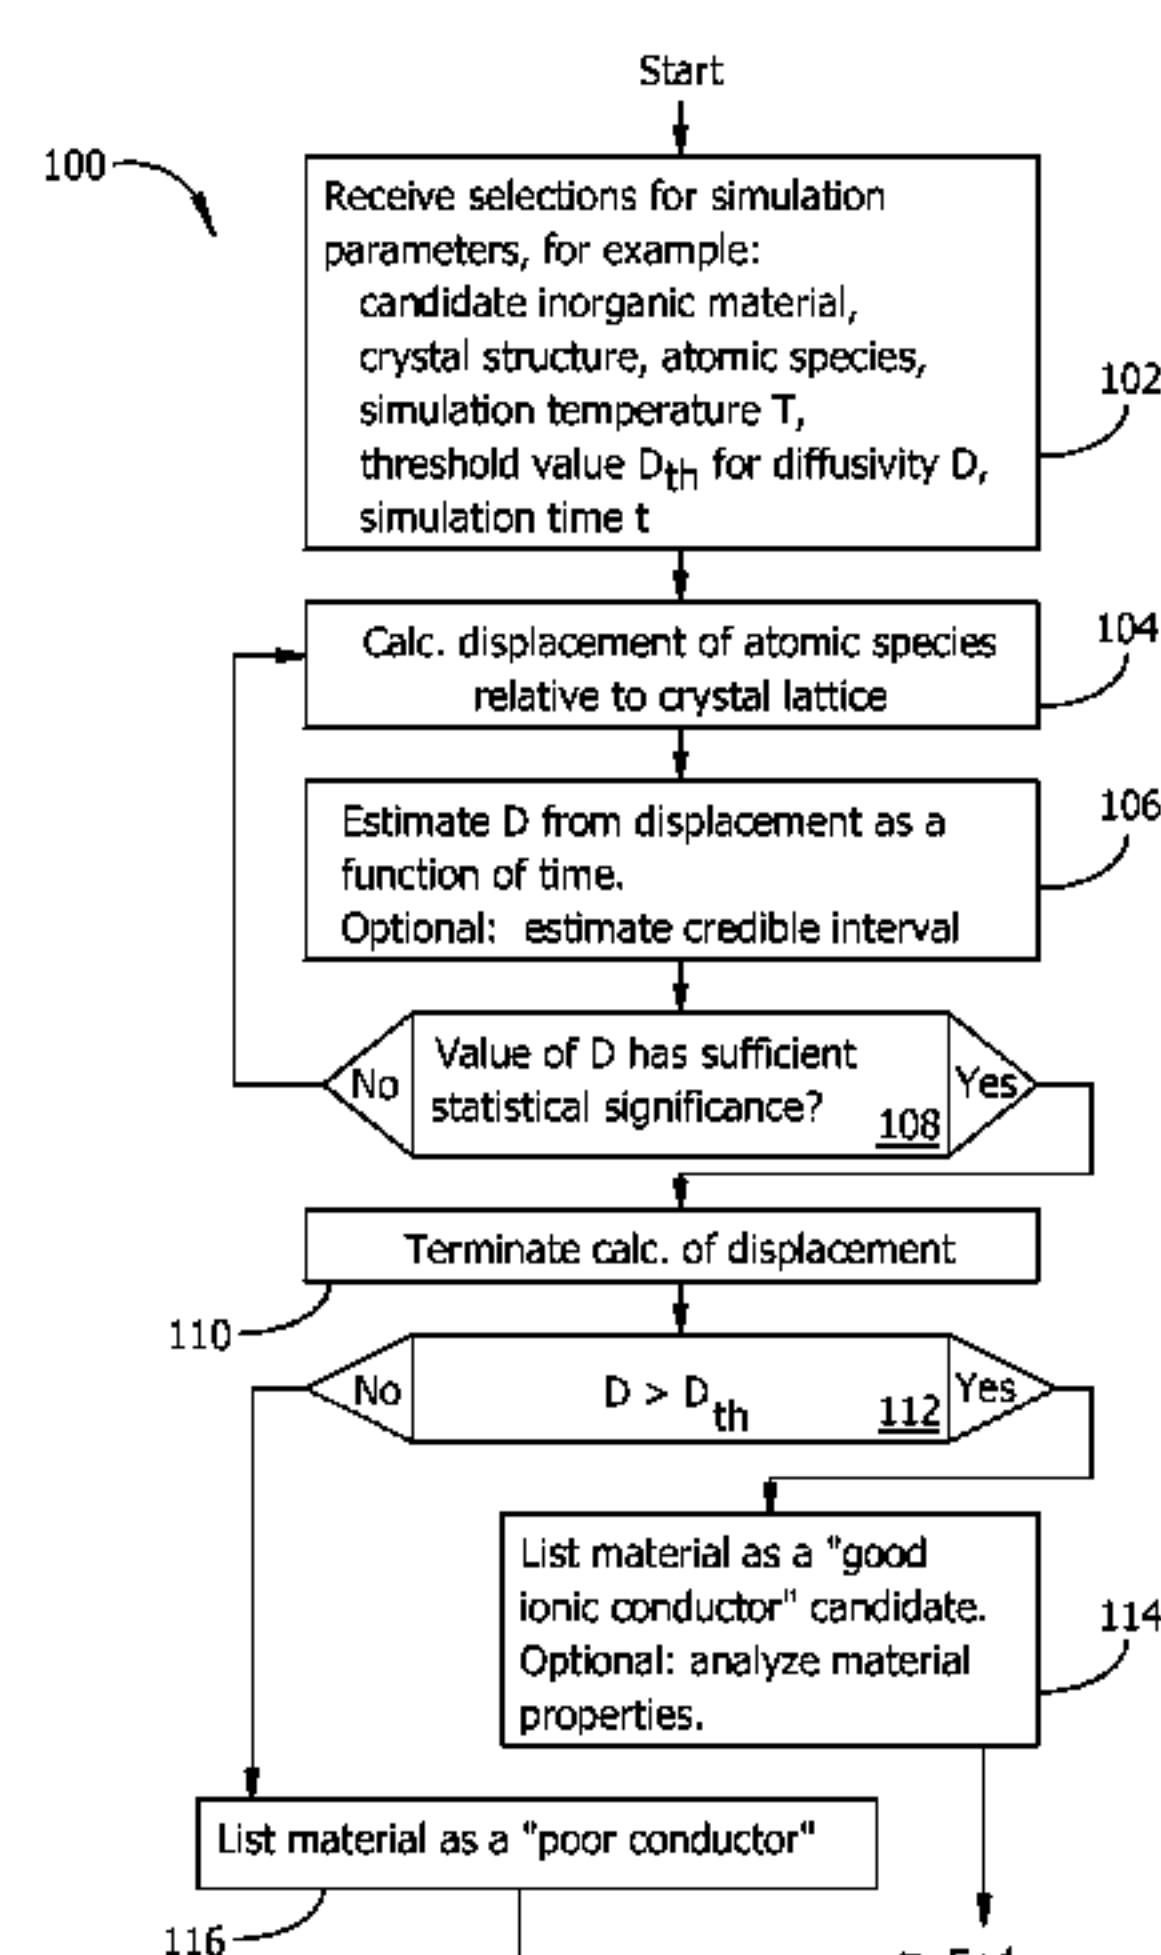 Start
100
Receive selections for simulation
parameters, for example:
candidate inorganic material,
crystal structure, atomic species,
simulation temperature T,
threshold value Dth for diffusivity D,
simulation time t
102
Calc. displacement of atomic species
relative to crystal lattice
104
Estimate D from displacement as a
function of time.
Optional: estimate credible interval
106
No
Value of D has sufficient
statistical significance?
108
Yes
Terminate calc. of displacement
110
No
D > Dth
112
Yes
List material as a "good
ionic conductor" candidate.
Optional: analyze material
properties.
114
List material as a "poor conductor"
116